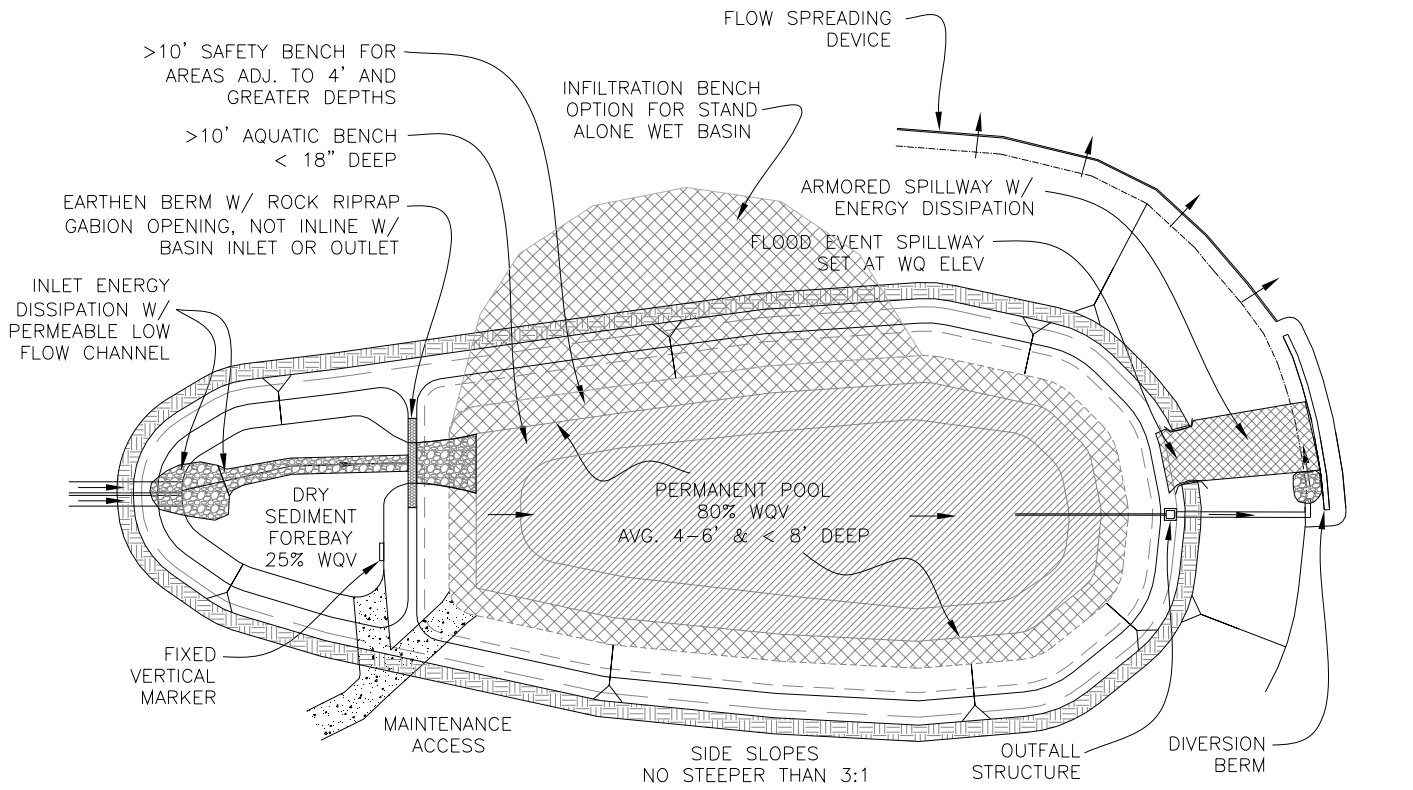 FLOW SPREADING
DEVICE
>10' SAFETY BENCH FOR
AREAS ADJ. TO 4' AND
GREATER DEPTHS
INFILTRATION BENCH
OPTION FOR STAND
ALONE WET BASIN
>10' AQUATIC BENCH
< 18" DEEP
ARMORED SPILLWAY W/
ENERGY DISSIPATION
EARTHEN BERM W/ ROCK RIPRAP
GABION OPENING, NOT INLINE W/
BASIN INLET OR OUTLET
FLOOD EVENT SPILLWAY
SET AT WQ ELEV
INLET ENERGY
DISSIPATION W/
PERMEABLE LOW
FLOW CHANNEL
DRY
SEDIMENT
FOREBAY
25% WQV
PERMANENT POOL
80% WQV
AVG. 4-6' & < 8' DEEP
FIXED
VERTICAL
MARKER
MAINTENANCE
ACCESS
SIDE SLOPES
NO STEEPER THAN 3:1
OUTFALL
STRUCTURE
DIVERSION
BERM